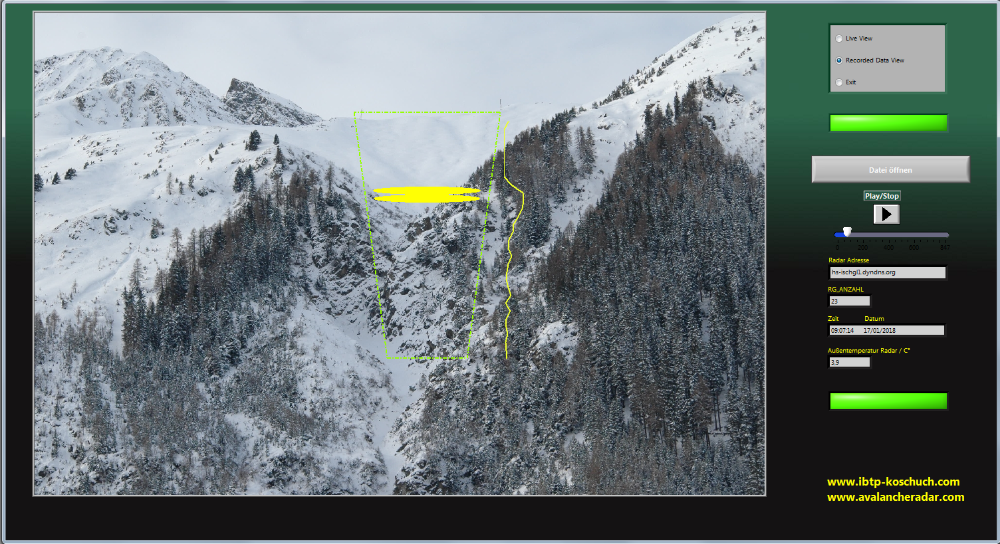 Live View
Recorded Data View
Exit
Datei öffnen
Play/Stop
0 200 400 600 847
Radar Adresse
hs-ischgl1.dyndns.org
RG_ANZAHL
23
Zeit Datum
09:07:14 17/01/2018
Außentemperatur Radar / C°
3,9
www.ibtp-koschuch.com
www.avalancheradar.com